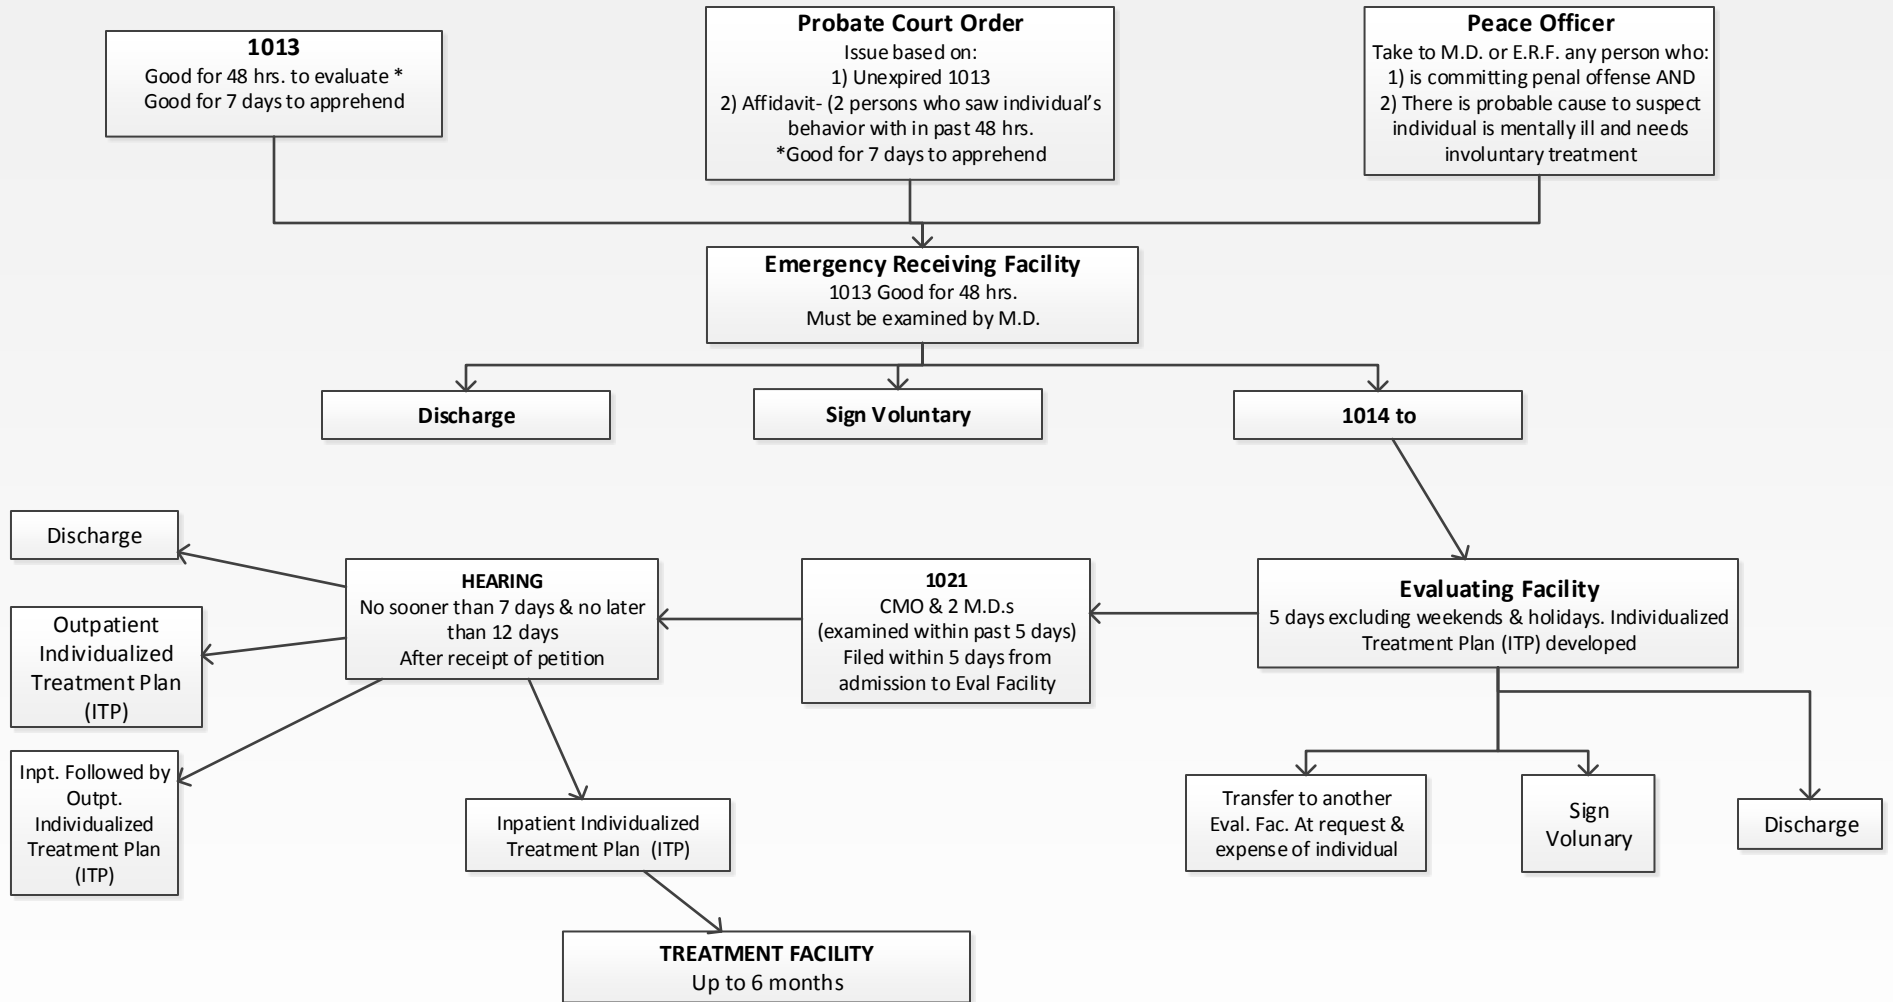 1013
Good for 48 hrs. to evaluate *
Good for 7 days to apprehend
Probate Court Order
Issue based on:
1) Unexpired 1013
2) Affidavit- (2 persons who saw individual’s
behavior with in past 48 hrs.
*Good for 7 days to apprehend
Peace Officer
Take to M.D. or E.R.F. any person who:
1) is committing penal offense AND
2) There is probable cause to suspect
individual is mentally ill and needs
involuntary treatment
Emergency Receiving Facility
1013 Good for 48 hrs.
Must be examined by M.D.
Discharge
Sign Voluntary
1014 to
Evaluating Facility
5 days excluding weekends & holidays. Individualized
Treatment Plan (ITP) developed
1021
CMO & 2 M.D.s
(examined within past 5 days)
Filed within 5 days from
admission to Eval Facility
HEARING
No sooner than 7 days & no later
than 12 days
After receipt of petition
Discharge
Outpatient
Individualized
Treatment Plan
(ITP)
Inpt. Followed by
Outpt.
Individualized
Treatment Plan
(ITP)
Inpatient Individualized
Treatment Plan (ITP)
TREATMENT FACILITY
Up to 6 months
Transfer to another
Eval. Fac. At request &
expense of individual
Sign
Volunary
Discharge